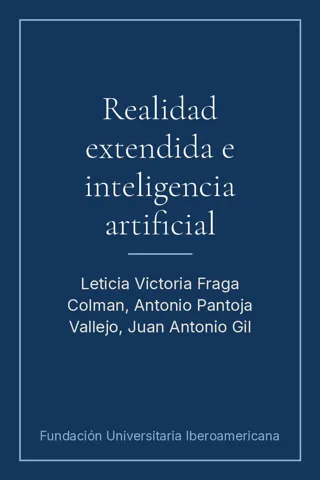 Realidad
extendida e
inteligencia
artificial
Leticia Victoria Fraga
Colman, Antonio Pantoja
Vallejo, Juan Antonio Gil
Fundación Universitaria Iberoamericana